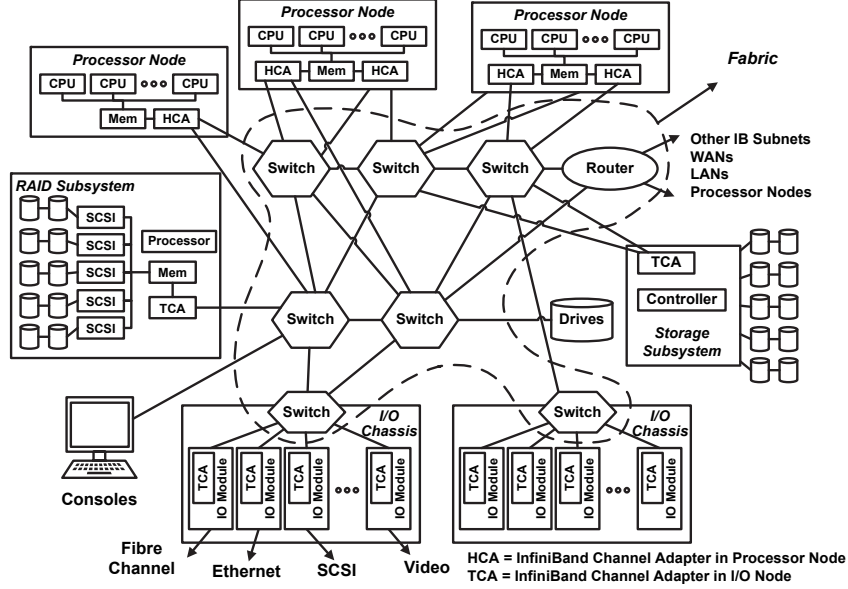 Processor Node
CPU CPU CPU
HCA Mem HCA
Processor Node
CPU CPU CPU
HCA Mem HCA
Processor Node
CPU CPU CPU
Mem HCA
Fabric
Switch Switch Switch Router
Other IB Subnets
WANs
LANs
Processor Nodes
RAID Subsystem
SCSI
SCSI
SCSI
SCSI
SCSI
Processor
Mem
TCA
TCA
Controller
Storage
Subsystem
Switch Switch Drives
Consoles
Switch
I/O
Chassis
TCA IO Module
TCA IO Module
TCA IO Module
TCA IO Module
Switch
I/O
Chassis
TCA IO Module
TCA IO Module
TCA IO Module
TCA IO Module
Fibre
Channel
Ethernet
SCSI
Video
HCA = InfiniBand Channel Adapter in Processor Node
TCA = InfiniBand Channel Adapter in I/O Node